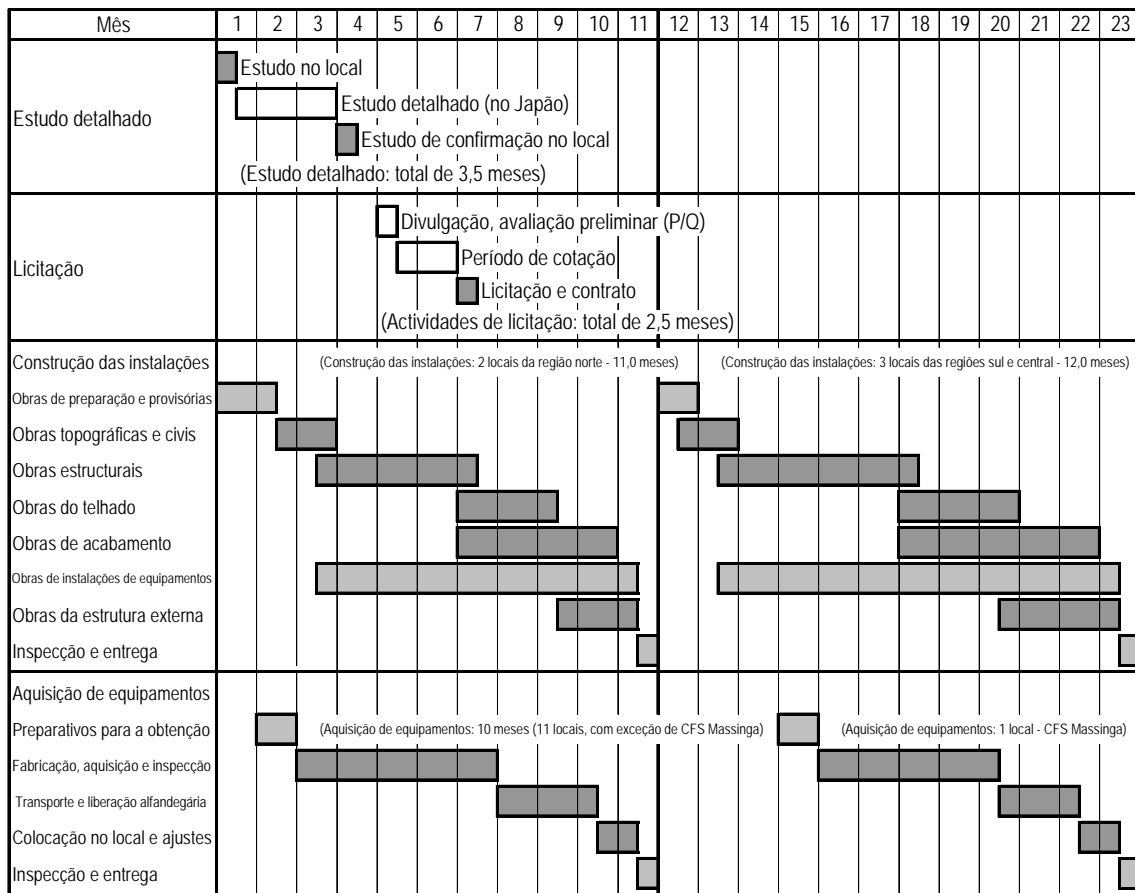 Mês 1 2 3 4 5 6 7 8 9 10 11 12 13 14 15 16 17 18 19 20 21 22 23
Estudo no local
Estudo detalhado (no Japão)
Estudo detalhado
Estudo de confirmação no local
(Estudo detalhado: total de 3,5 meses)
Divulgação, avaliação preliminar (P/Q)
Período de cotação
Licitação
Licitação e contrato
(Actividades de licitação: total de 2,5 meses)
Construção das instalações (Construção das instalações: 2 locais da região norte - 11,0 meses) (Construção das instalações: 3 locais das regiões sul e central - 12,0 meses)
Obras de preparação e provisórias
Obras topográficas e civis
Obras estructurais
Obras do telhado
Obras de acabamento
Obras de instalações de equipamentos
Obras da estrutura externa
Inspecção e entrega
Aquisição de equipamentos
Preparativos para a obtenção (Aquisição de equipamentos: 10 meses (11 locais, com exceção de CFS Massinga) (Aquisição de equipamentos: 1 local - CFS Massinga)
Fabricação, aquisição e inspecção
Transporte e liberação alfandegária
Colocação no local e ajustes
Inspecção e entrega